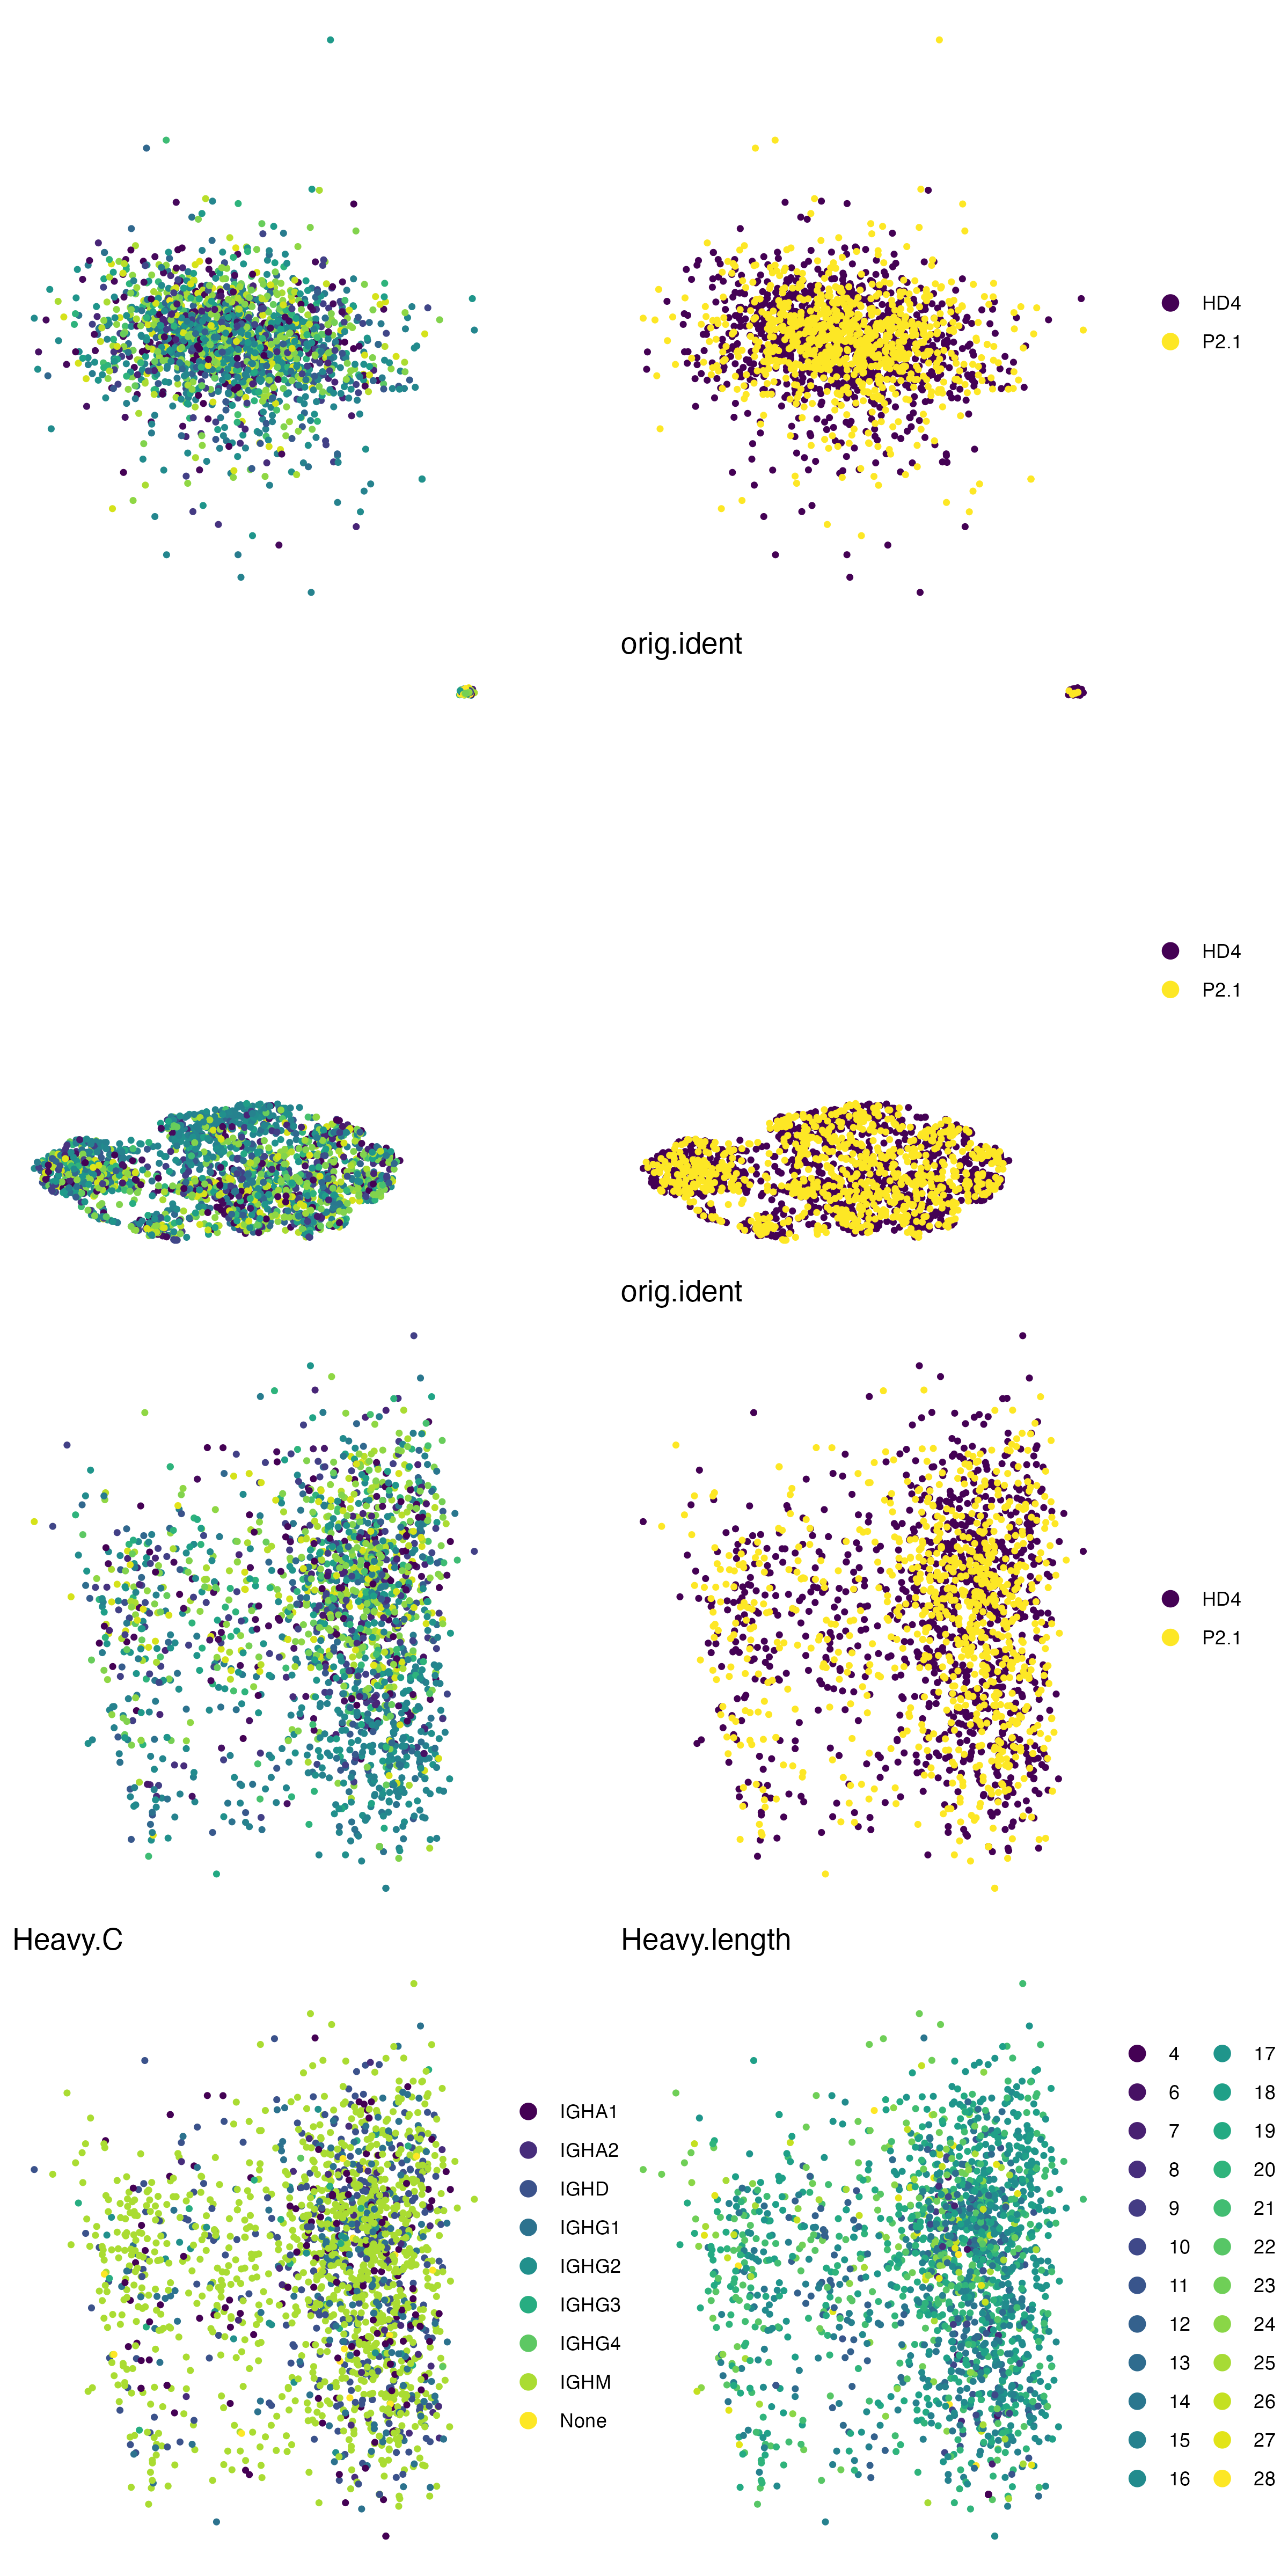 HD4
P2.1
orig.ident
HD4
P2.1
orig.ident
HD4
P2.1
Heavy.C
IGHA1
IGHA2
IGHD
IGHG1
IGHG2
IGHG3
IGHG4
IGHM
None
Heavy.length
4 17
6 18
7 19
8 20
9 21
10 22
11 23
12 24
13 25
14 26
15 27
16 28